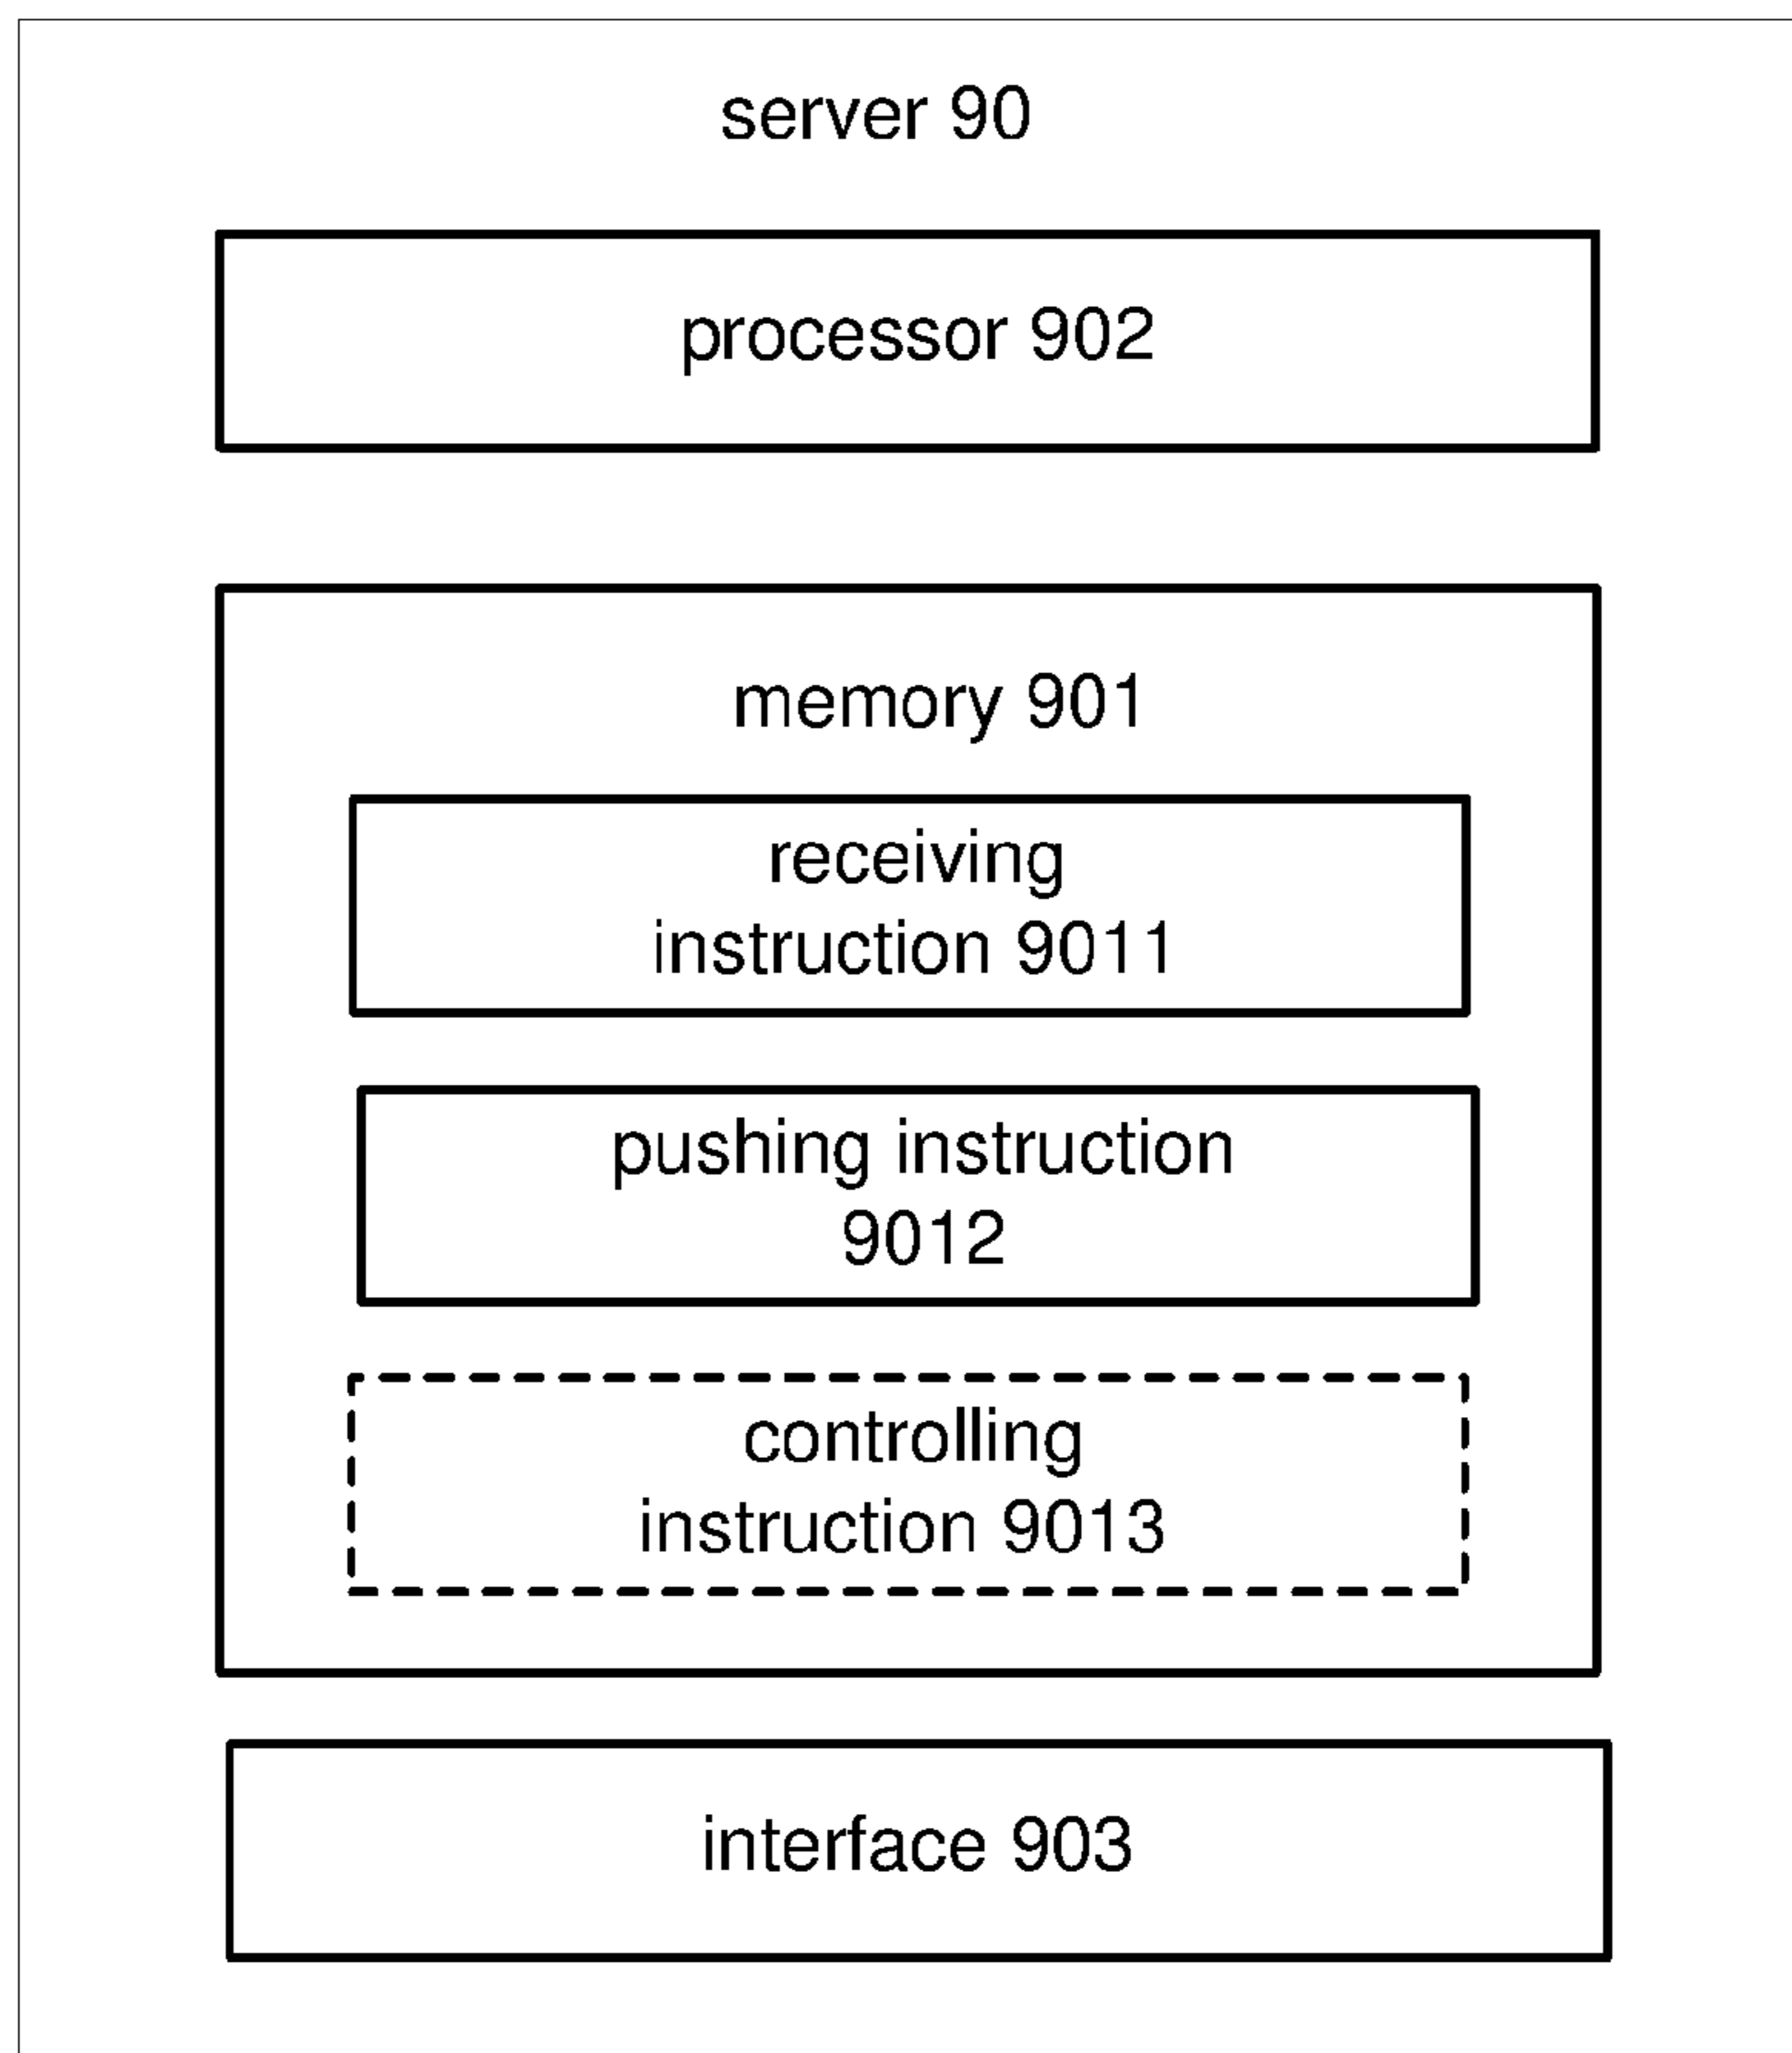 server 90
processor 902
memory 901
receiving
instruction 9011
pushing instruction
9012
controlling
instruction 9013
interface 903